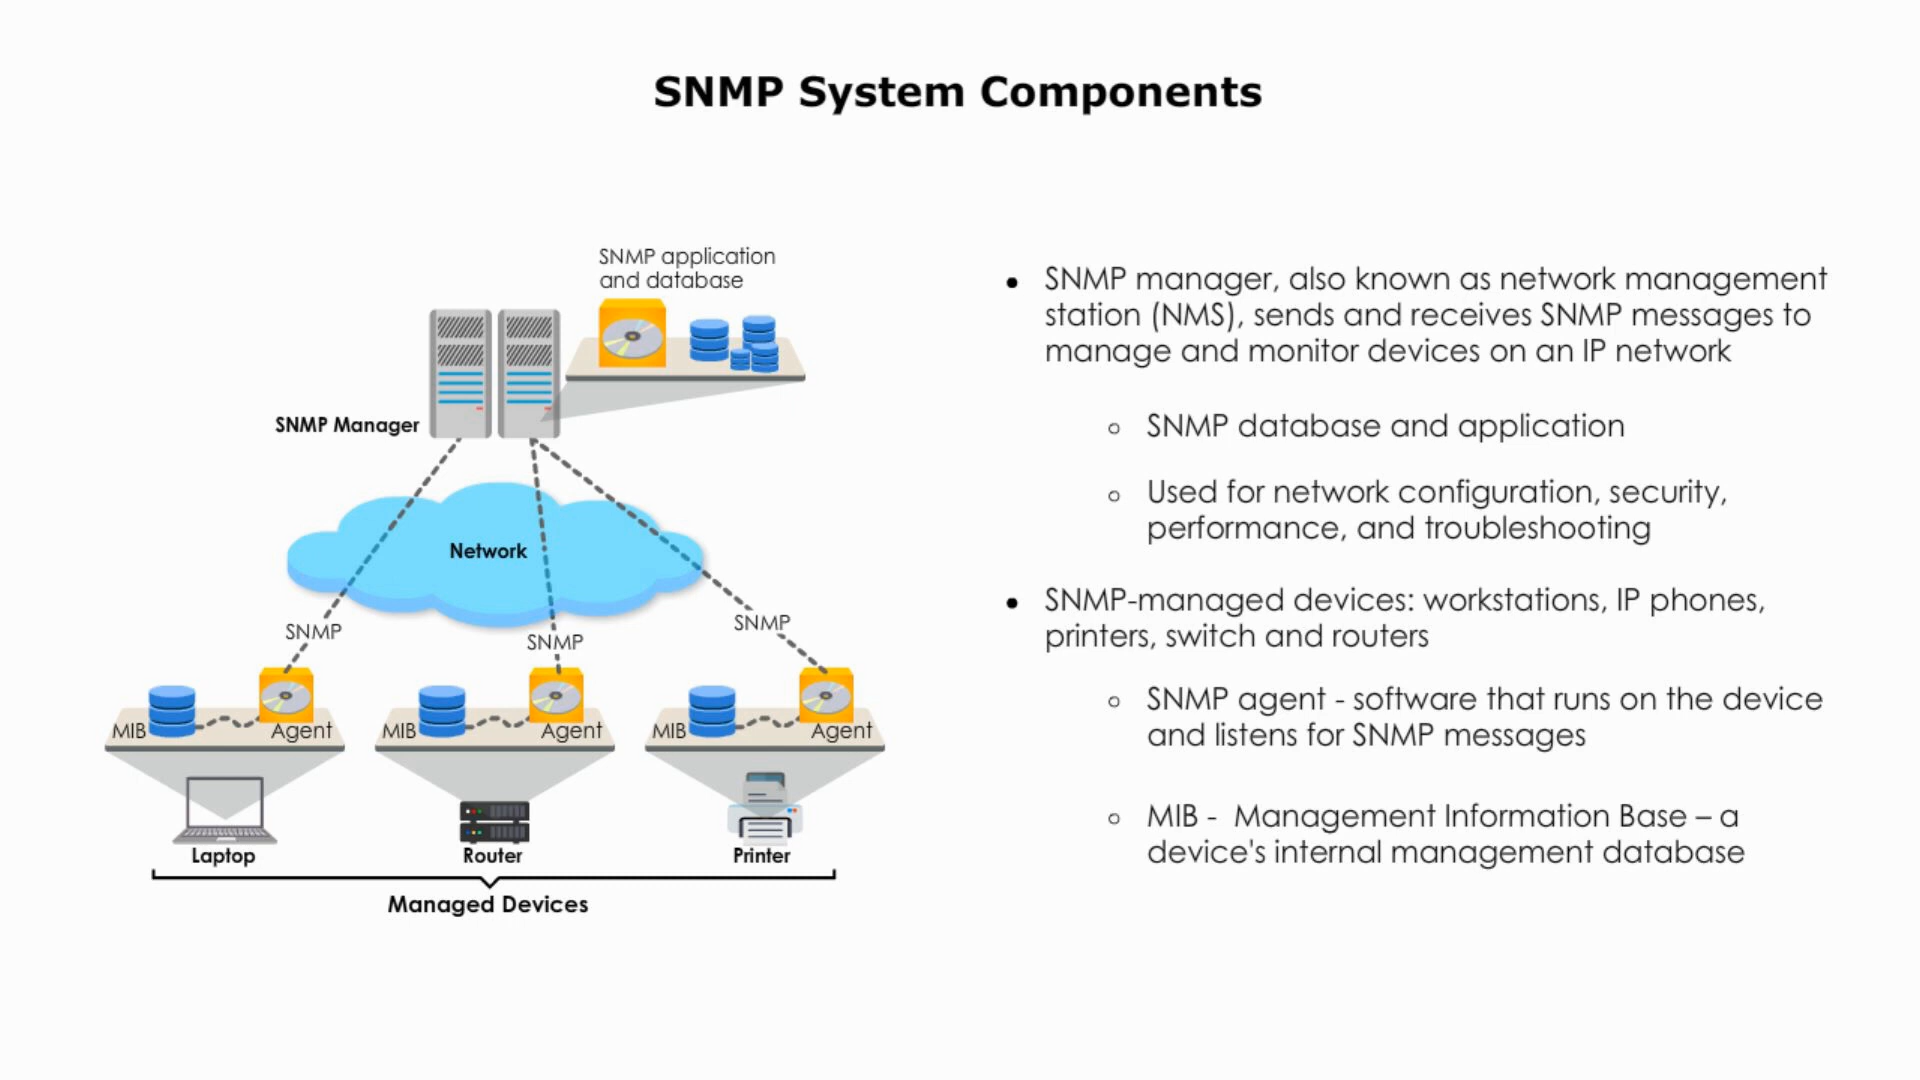 SNMP System Components
SNMP application
and database
SNMP Manager
Network
SNMP
SNMP
SNMP
MIB
Agent
MIB
Agent
MIB
Agent
Laptop
Router
Printer
Managed Devices
• SNMP manager, also known as network management
station (NMS), sends and receives SNMP messages to
manage and monitor devices on an IP network
◦ SNMP database and application
◦ Used for network configuration, security,
performance, and troubleshooting
• SNMP-managed devices: workstations, IP phones,
printers, switch and routers
◦ SNMP agent - software that runs on the device
and listens for SNMP messages
◦ MIB - Management Information Base – a
device's internal management database